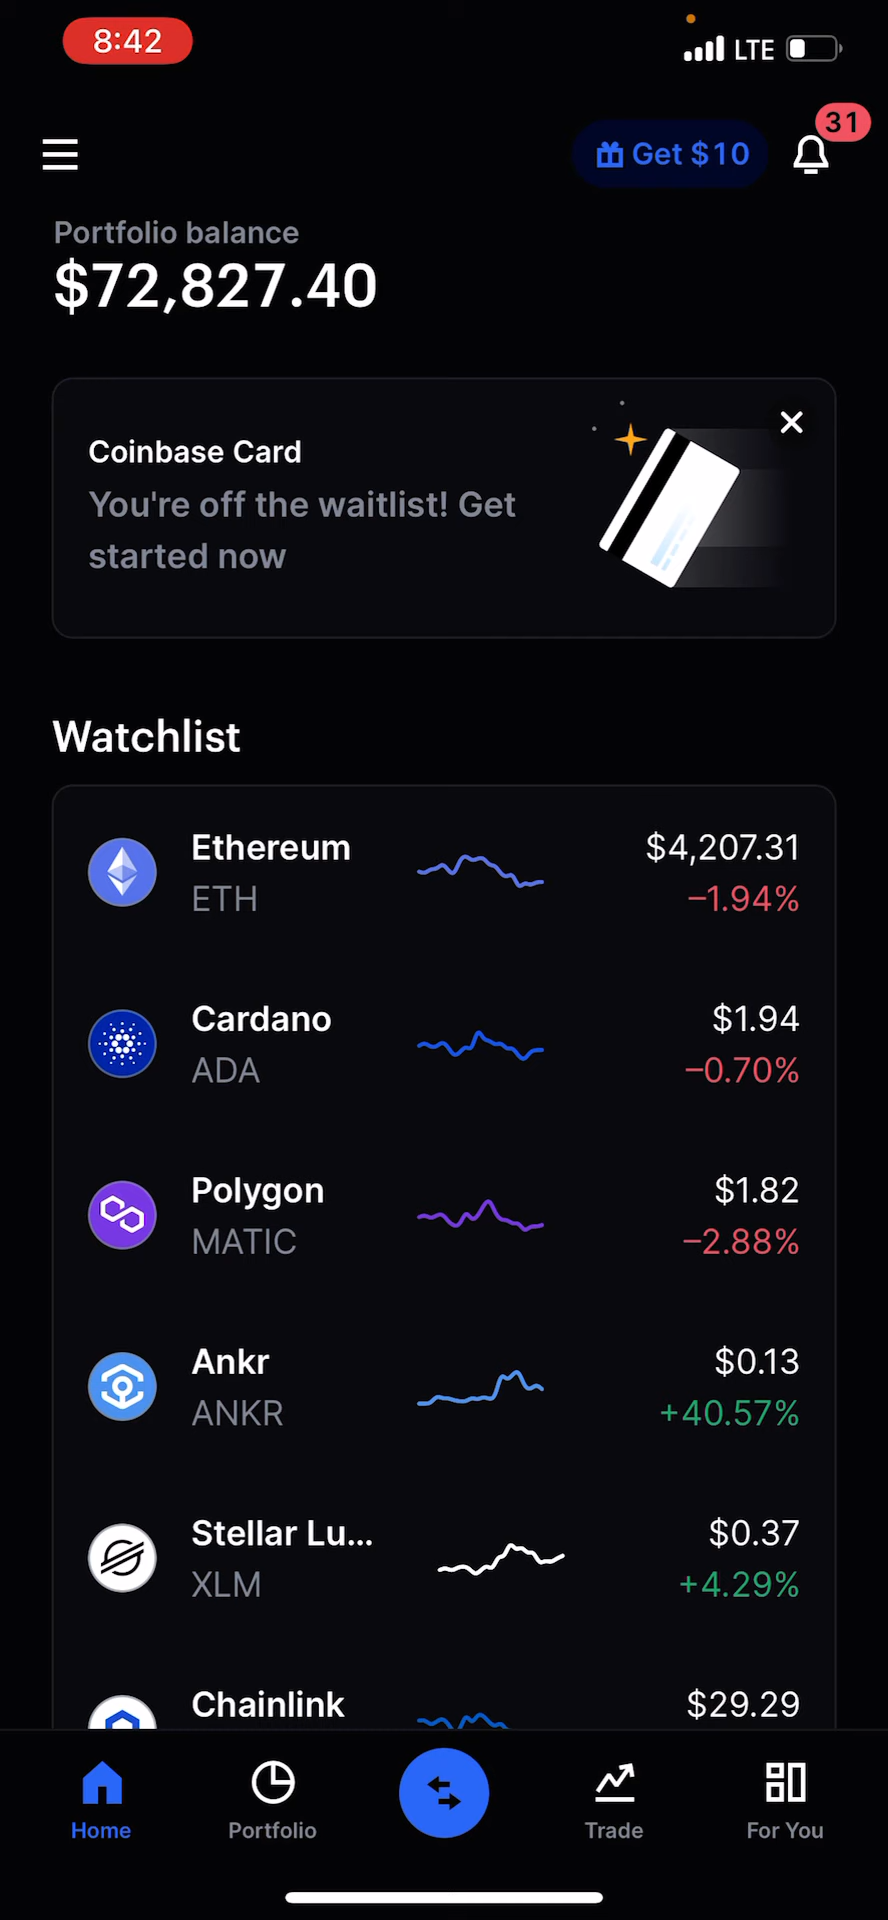 8:42
LTE
31
Get $10
Portfolio balance
$72,827.40
Coinbase Card
You're off the waitlist! Get
started now
Watchlist
Ethereum $4,207.31
ETH –1.94%
Cardano $1.94
ADA –0.70%
Polygon $1.82
MATIC –2.88%
Ankr $0.13
ANKR +40.57%
Stellar Lu... $0.37
XLM +4.29%
Chainlink $29.29
Home Portfolio Trade For You